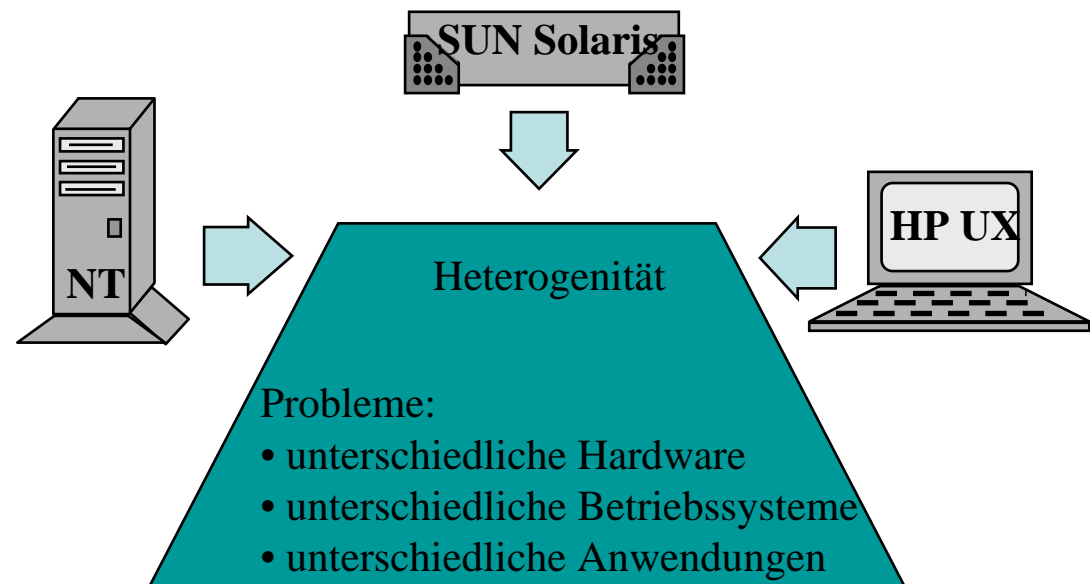 SUN Solaris
NT
HP UX
Heterogenität
Probleme:
• unterschiedliche Hardware
• unterschiedliche Betriebssysteme
• unterschiedliche Anwendungen